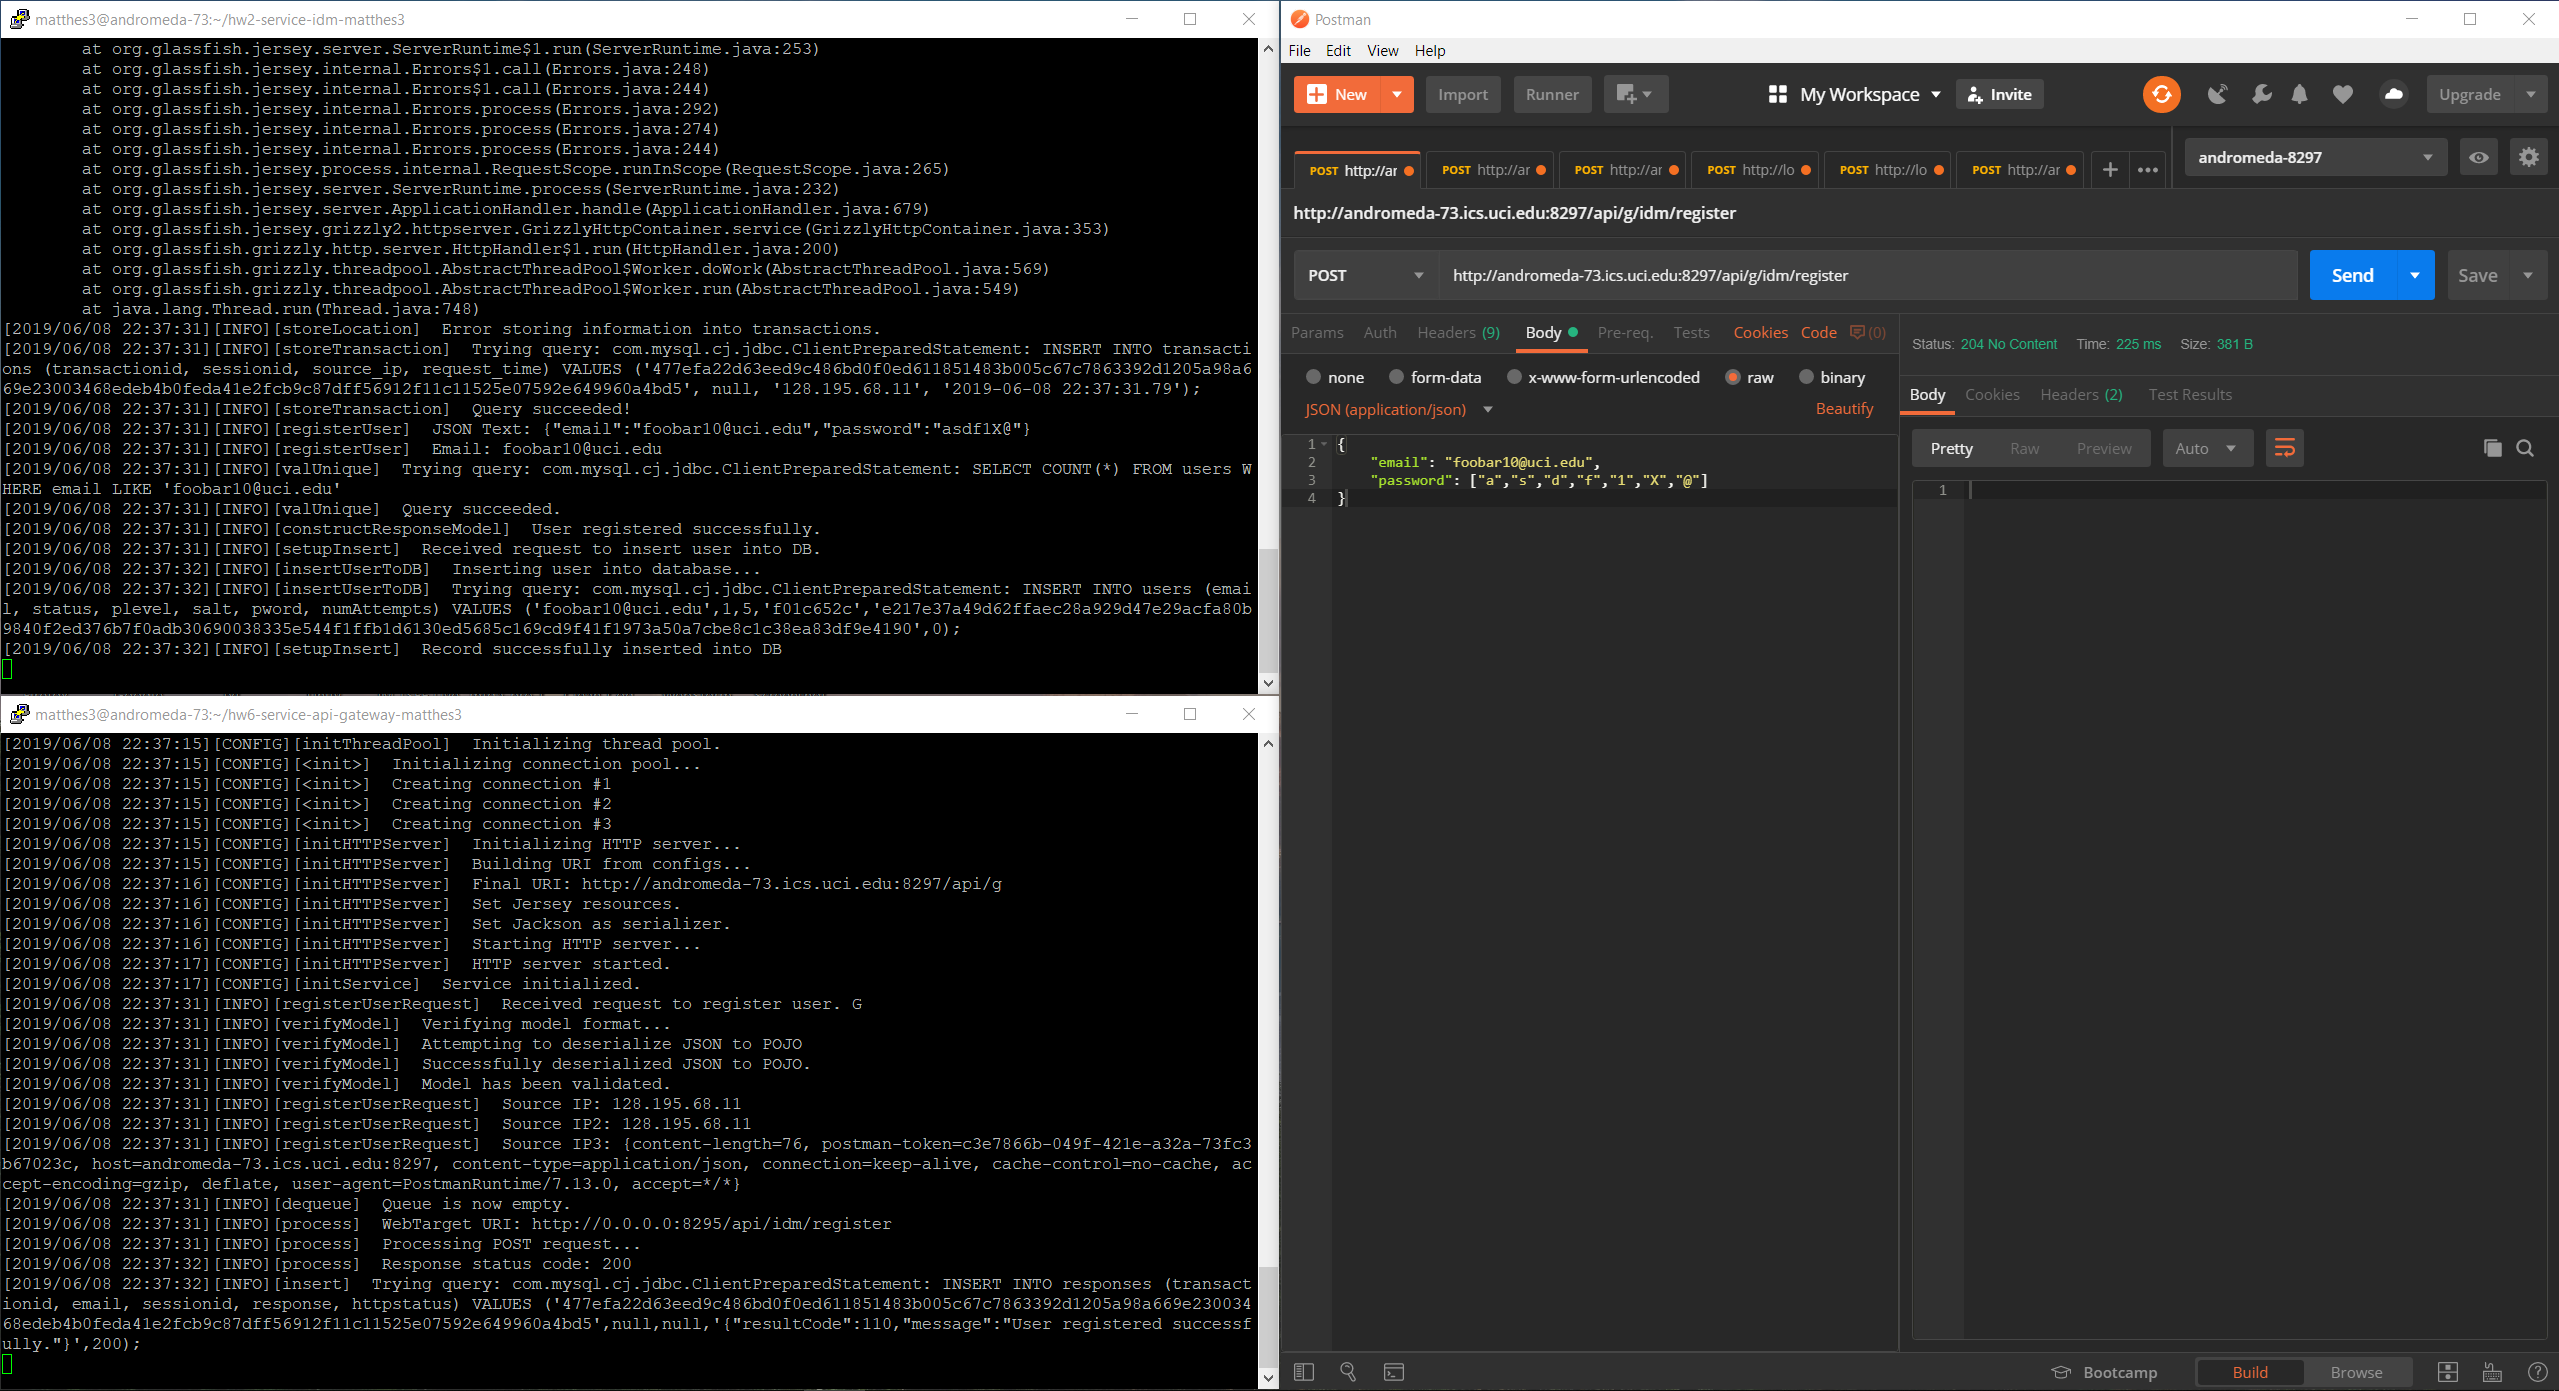 matthes3@andromeda-73:~/hw2-service-idm-matthes3
at org.glassfish.jersey.server.ServerRuntime$1.run(ServerRuntime.java:253)
at org.glassfish.jersey.internal.Errors$1.call(Errors.java:248)
at org.glassfish.jersey.internal.Errors$1.call(Errors.java:244)
at org.glassfish.jersey.internal.Errors.process(Errors.java:292)
at org.glassfish.jersey.internal.Errors.process(Errors.java:274)
at org.glassfish.jersey.internal.Errors.process(Errors.java:244)
at org.glassfish.jersey.process.internal.RequestScope.runInScope(RequestScope.java:265)
at org.glassfish.jersey.server.ServerRuntime.process(ServerRuntime.java:232)
at org.glassfish.jersey.server.ApplicationHandler.handle(ApplicationHandler.java:679)
at org.glassfish.jersey.grizzly2.httpserver.GrizzlyHttpContainer.service(GrizzlyHttpContainer.java:353)
at org.glassfish.grizzly.http.server.HttpHandler$1.run(HttpHandler.java:200)
at org.glassfish.grizzly.threadpool.AbstractThreadPool$Worker.doWork(AbstractThreadPool.java:569)
at org.glassfish.grizzly.threadpool.AbstractThreadPool$Worker.run(AbstractThreadPool.java:549)
at java.lang.Thread.run(Thread.java:748)
[2019/06/08 22:37:31][INFO][storeLocation]  Error storing information into transactions.
[2019/06/08 22:37:31][INFO][storeTransaction]  Trying query: com.mysql.cj.jdbc.ClientPreparedStatement: INSERT INTO transacti
ons (transactionid, sessionid, source_ip, request_time) VALUES ('477efa22d63eed9c486bd0f0ed611851483b005c67c7863392d1205a98a6
69e23003468edeb4b0feda41e2fcb9c87dff56912f11c11525e07592e649960a4bd5', null, '128.195.68.11', '2019-06-08 22:37:31.79');
[2019/06/08 22:37:31][INFO][storeTransaction]  Query succeeded!
[2019/06/08 22:37:31][INFO][registerUser]  JSON Text: {"email":"foobar10@uci.edu","password":"asdf1X@"}
[2019/06/08 22:37:31][INFO][registerUser]  Email: foobar10@uci.edu
[2019/06/08 22:37:31][INFO][valUnique]  Trying query: com.mysql.cj.jdbc.ClientPreparedStatement: SELECT COUNT(*) FROM users W
HERE email LIKE 'foobar10@uci.edu'
[2019/06/08 22:37:31][INFO][valUnique]  Query succeeded.
[2019/06/08 22:37:31][INFO][constructResponseModel]  User registered successfully.
[2019/06/08 22:37:31][INFO][setupInsert]  Received request to insert user into DB.
[2019/06/08 22:37:32][INFO][insertUserToDB]  Inserting user into database...
[2019/06/08 22:37:32][INFO][insertUserToDB]  Trying query: com.mysql.cj.jdbc.ClientPreparedStatement: INSERT INTO users (emai
l, status, plevel, salt, pword, numAttempts) VALUES ('foobar10@uci.edu',1,5,'f01c652c','e217e37a49d62ffaec28a929d47e29acfa80b
9840f2ed376b7f0adb30690038335e544f1ffb1d6130ed5685c169cd9f41f1973a50a7cbe8c1c38ea83df9e4190',0);
[2019/06/08 22:37:32][INFO][setupInsert]  Record successfully inserted into DB
matthes3@andromeda-73:~/hw6-service-api-gateway-matthes3
[2019/06/08 22:37:15][CONFIG][initThreadPool]  Initializing thread pool.
[2019/06/08 22:37:15][CONFIG][<init>]  Initializing connection pool...
[2019/06/08 22:37:15][CONFIG][<init>]  Creating connection #1
[2019/06/08 22:37:15][CONFIG][<init>]  Creating connection #2
[2019/06/08 22:37:15][CONFIG][<init>]  Creating connection #3
[2019/06/08 22:37:15][CONFIG][initHTTPServer]  Initializing HTTP server...
[2019/06/08 22:37:15][CONFIG][initHTTPServer]  Building URI from configs...
[2019/06/08 22:37:16][CONFIG][initHTTPServer]  Final URI: http://andromeda-73.ics.uci.edu:8297/api/g
[2019/06/08 22:37:16][CONFIG][initHTTPServer]  Set Jersey resources.
[2019/06/08 22:37:16][CONFIG][initHTTPServer]  Set Jackson as serializer.
[2019/06/08 22:37:16][CONFIG][initHTTPServer]  Starting HTTP server...
[2019/06/08 22:37:17][CONFIG][initHTTPServer]  HTTP server started.
[2019/06/08 22:37:17][CONFIG][initService]  Service initialized.
[2019/06/08 22:37:31][INFO][registerUserRequest]  Received request to register user. G
[2019/06/08 22:37:31][INFO][verifyModel]  Verifying model format...
[2019/06/08 22:37:31][INFO][verifyModel]  Attempting to deserialize JSON to POJO
[2019/06/08 22:37:31][INFO][verifyModel]  Successfully deserialized JSON to POJO.
[2019/06/08 22:37:31][INFO][verifyModel]  Model has been validated.
[2019/06/08 22:37:31][INFO][registerUserRequest]  Source IP: 128.195.68.11
[2019/06/08 22:37:31][INFO][registerUserRequest]  Source IP2: 128.195.68.11
[2019/06/08 22:37:31][INFO][registerUserRequest]  Source IP3: {content-length=76, postman-token=c3e7866b-049f-421e-a32a-73fc3
b67023c, host=andromeda-73.ics.uci.edu:8297, content-type=application/json, connection=keep-alive, cache-control=no-cache, ac
cept-encoding=gzip, deflate, user-agent=PostmanRuntime/7.13.0, accept=*/*}
[2019/06/08 22:37:31][INFO][dequeue]  Queue is now empty.
[2019/06/08 22:37:31][INFO][process]  WebTarget URI: http://0.0.0.0:8295/api/idm/register
[2019/06/08 22:37:31][INFO][process]  Processing POST request...
[2019/06/08 22:37:32][INFO][process]  Response status code: 200
[2019/06/08 22:37:32][INFO][insert]  Trying query: com.mysql.cj.jdbc.ClientPreparedStatement: INSERT INTO responses (transact
ionid, email, sessionid, response, httpstatus) VALUES ('477efa22d63eed9c486bd0f0ed611851483b005c67c7863392d1205a98a669e230034
68edeb4b0feda41e2fcb9c87dff56912f11c11525e07592e649960a4bd5',null,null,'{"resultCode":110,"message":"User registered successf
ully."}',200);
Postman
File Edit View Help
New Import Runner My Workspace Invite Upgrade
POST http://ar POST http://ar POST http://ar POST http://lo POST http://lo POST http://ar andromeda-8297
http://andromeda-73.ics.uci.edu:8297/api/g/idm/register
POST http://andromeda-73.ics.uci.edu:8297/api/g/idm/register Send Save
Params Auth Headers (9) Body Pre-req. Tests Cookies Code (0)
none form-data x-www-form-urlencoded raw binary
JSON (application/json) Beautify
1 {
2 "email": "foobar10@uci.edu",
3 "password": ["a","s","d","f","1","X","@"]
4 }
Status: 204 No Content Time: 225 ms Size: 381 B
Body Cookies Headers (2) Test Results
Pretty Raw Preview Auto
1
Bootcamp Build Browse